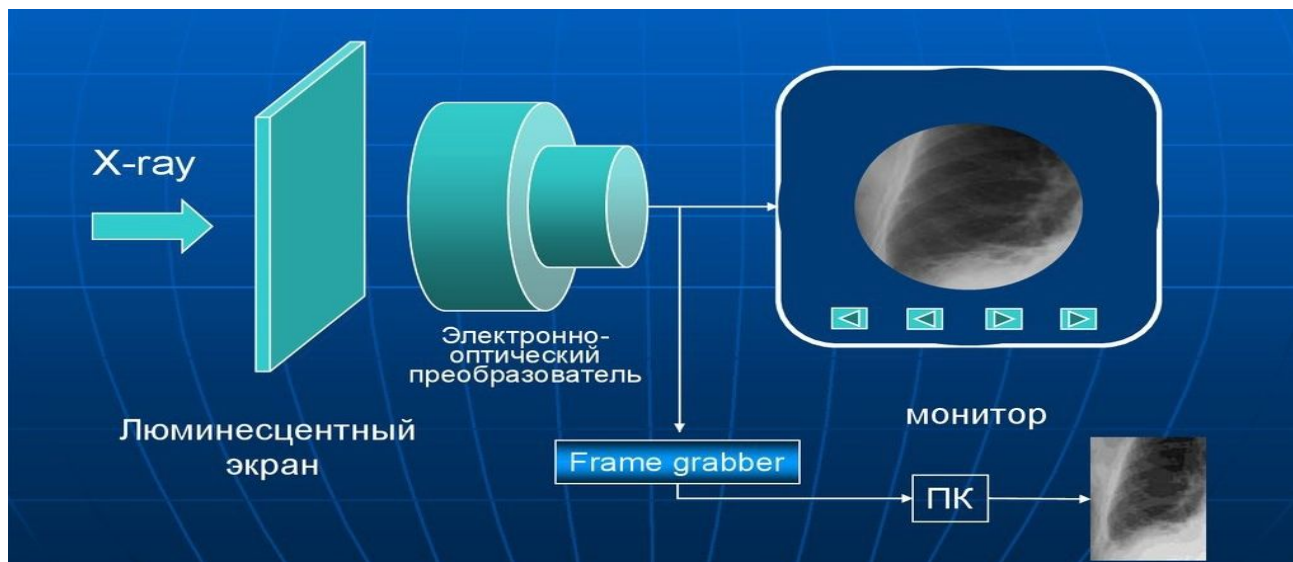 X-ray
Электронно-
оптический
преобразователь
Люминесцентный
экран
монитор
Frame grabber
ПК